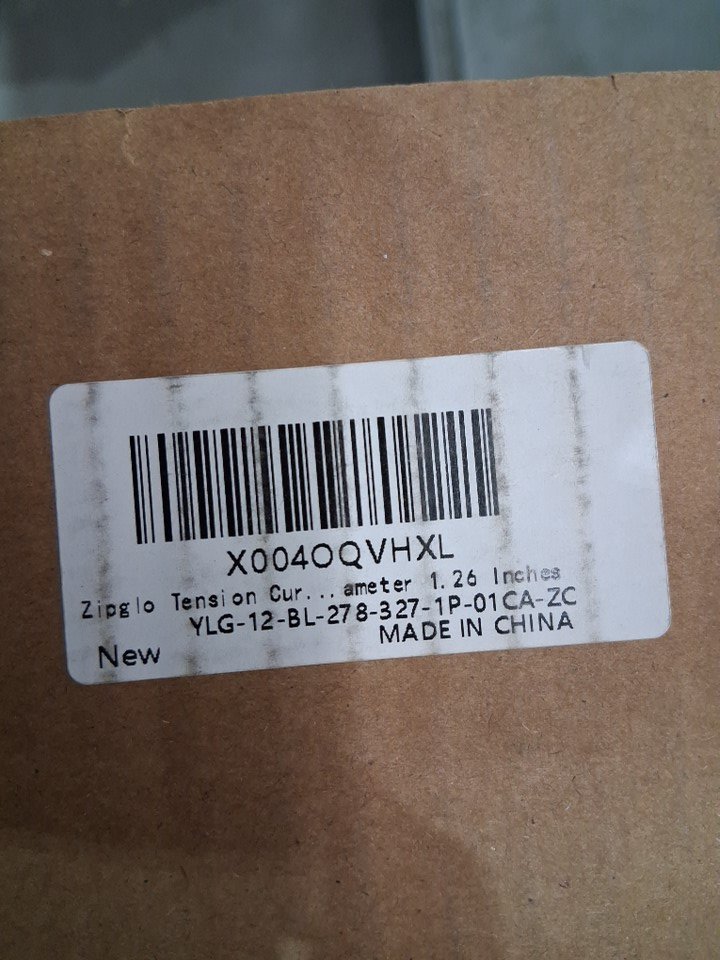 X004OQVHXL
Zipglo Tension Cur...ameter 1.26 Inches
YLG-12-BL-278-327-1P-01CA-ZC
MADE IN CHINA
New